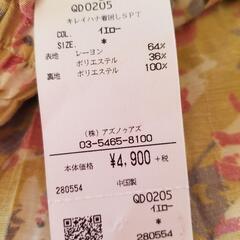 QD0205
キレイハナ着回しSPT
COL. イエロー
SIZE. *
表地 レーヨン 64%
ポリエステル 36%
裏地 ポリエステル 100%
(株)アズノゥアズ
03-5465-8100
本体価格 ¥4,900 +税
280554 中国製
QD0205
イエロー
*
280554